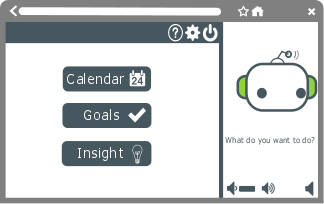 ?
Calendar 24
Goals
Insight
What do you want to do?